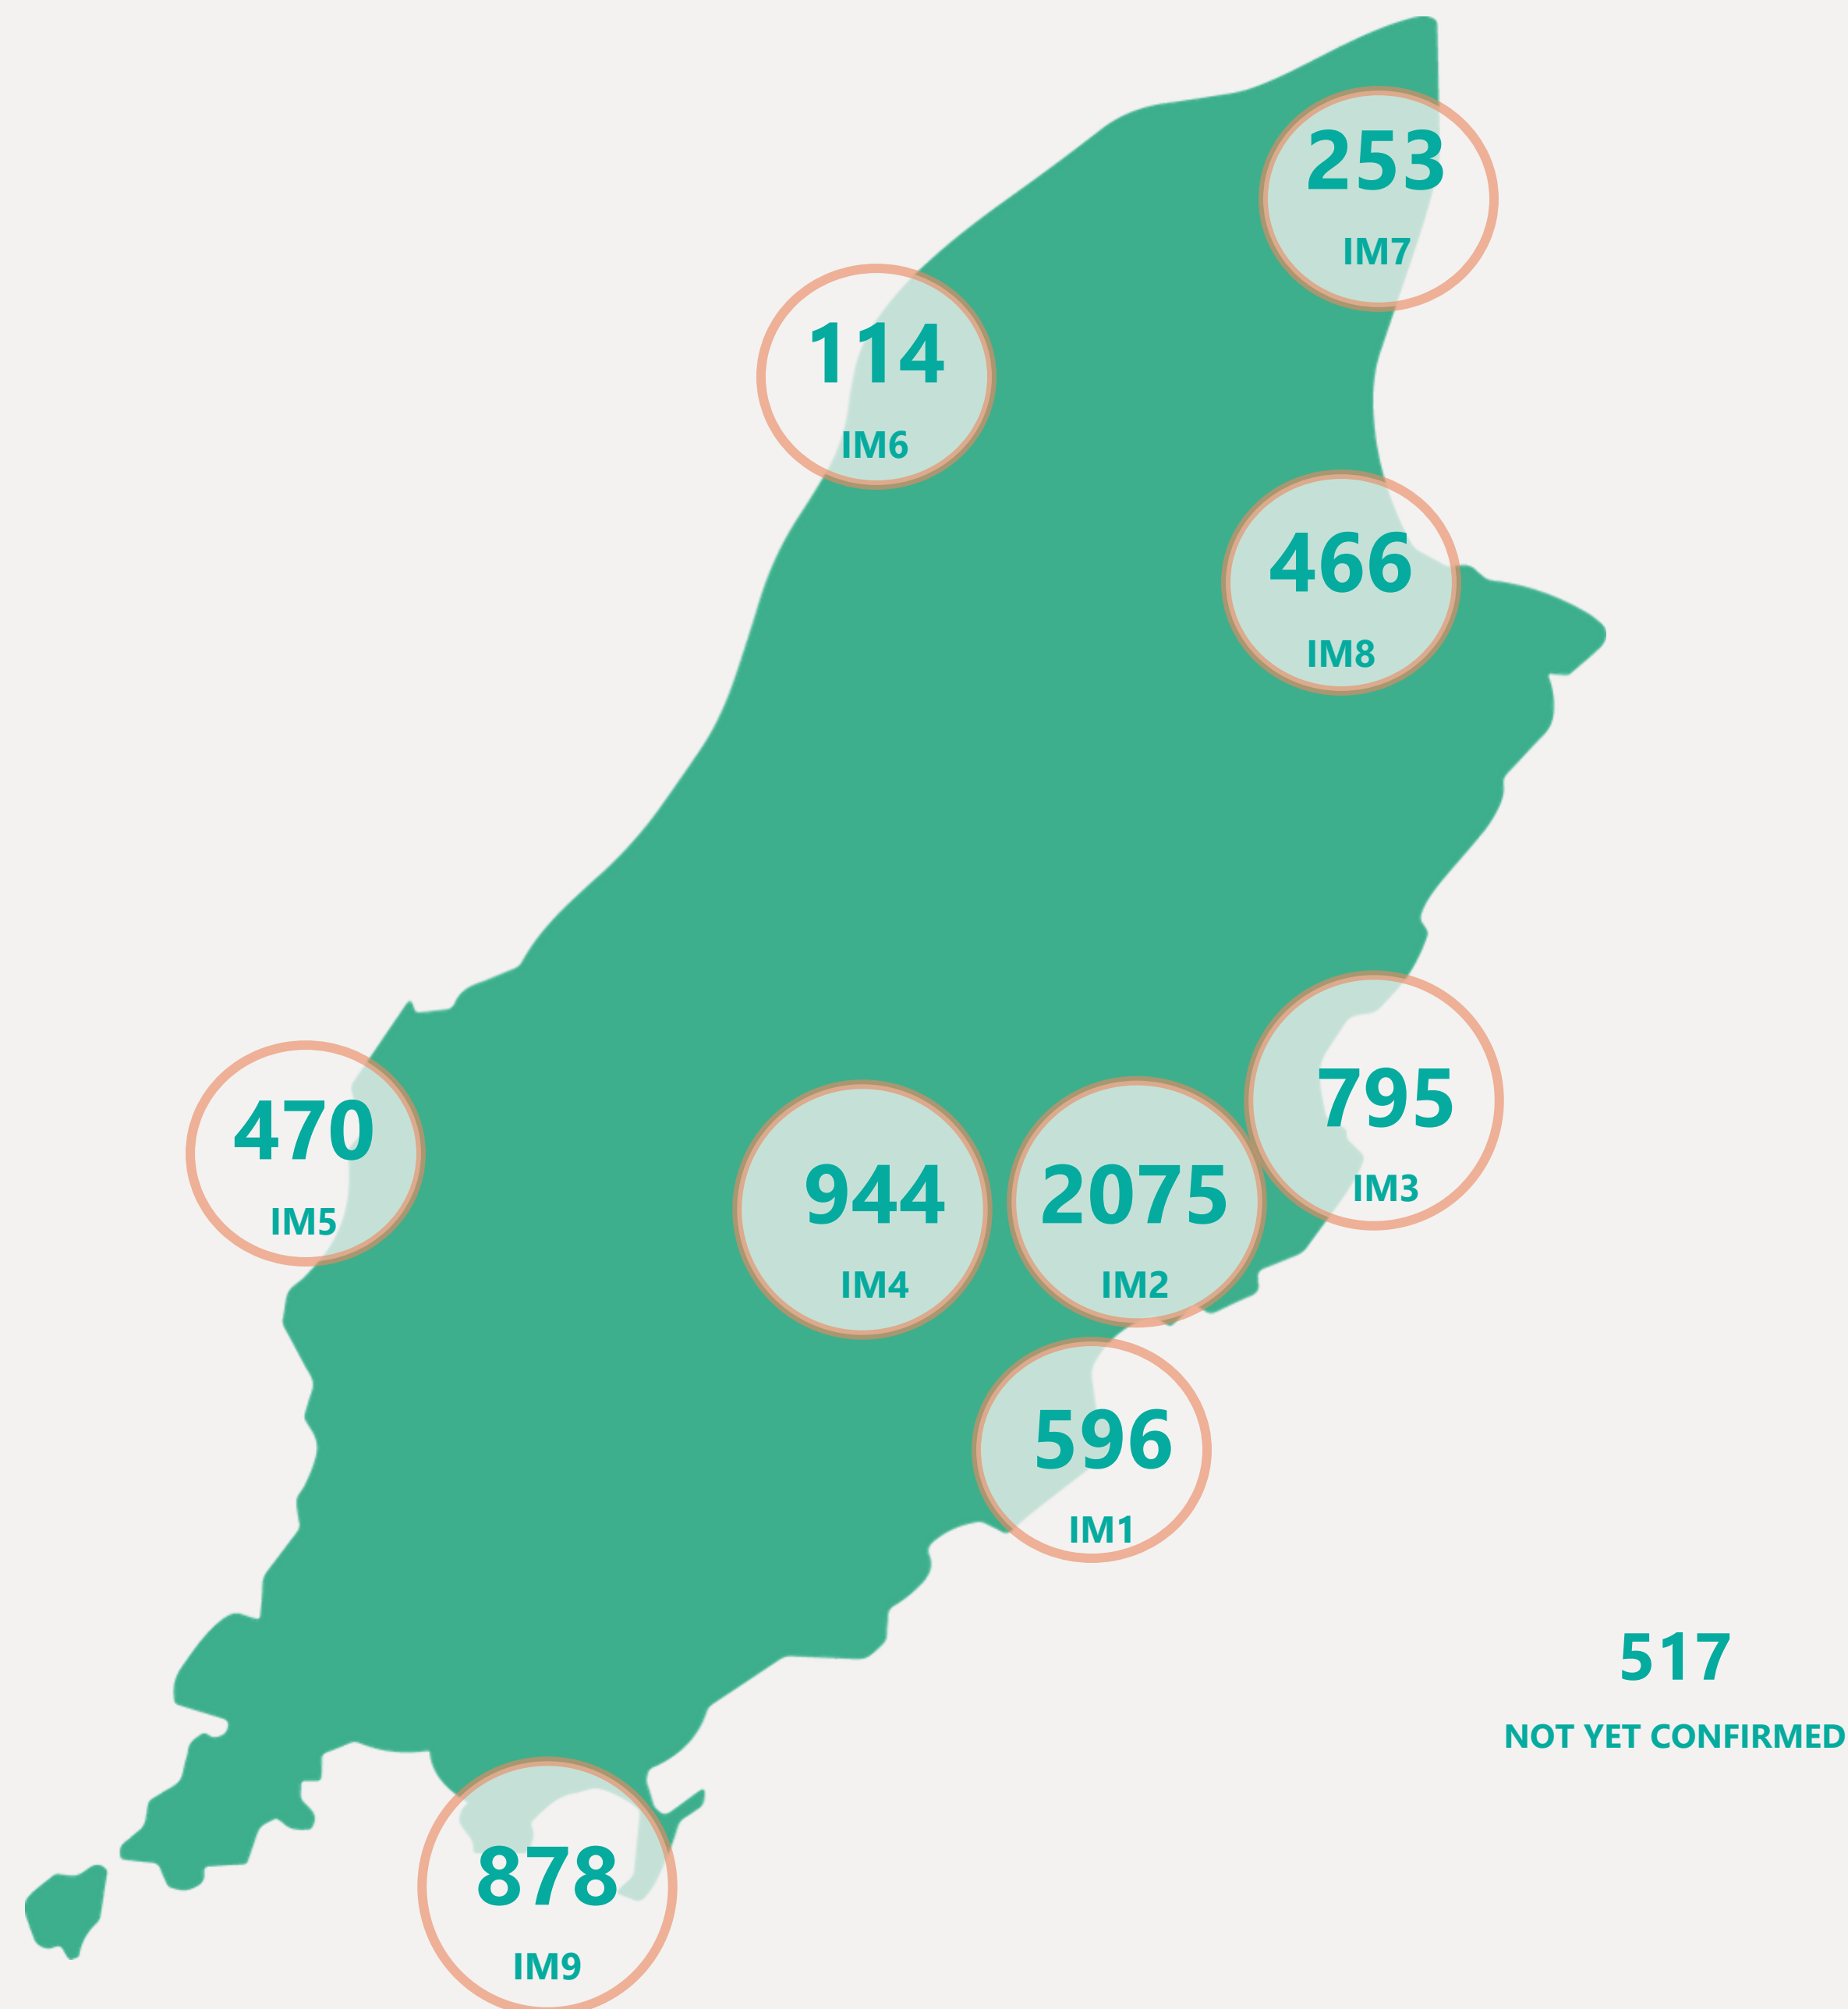 253
IM7
114
IM6
466
IM8
795
IM3
470
IM5
944
IM4
2075
IM2
596
IM1
517
NOT YET CONFIRMED
878
IM9